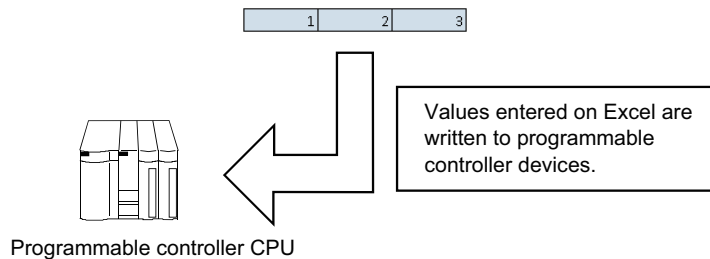 1 2 3
Values entered on Excel are
written to programmable
controller devices.
Programmable controller CPU